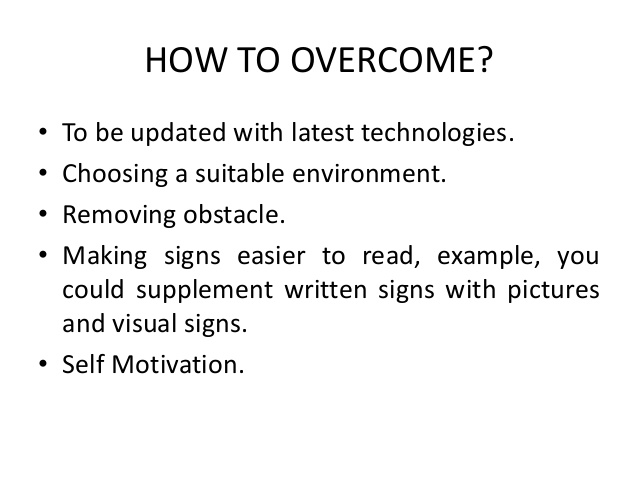 HOW TO OVERCOME?
• To be updated with latest technologies.
• Choosing a suitable environment.
• Removing obstacle.
• Making signs easier to read, example, you
could supplement written signs with pictures
and visual signs.
• Self Motivation.